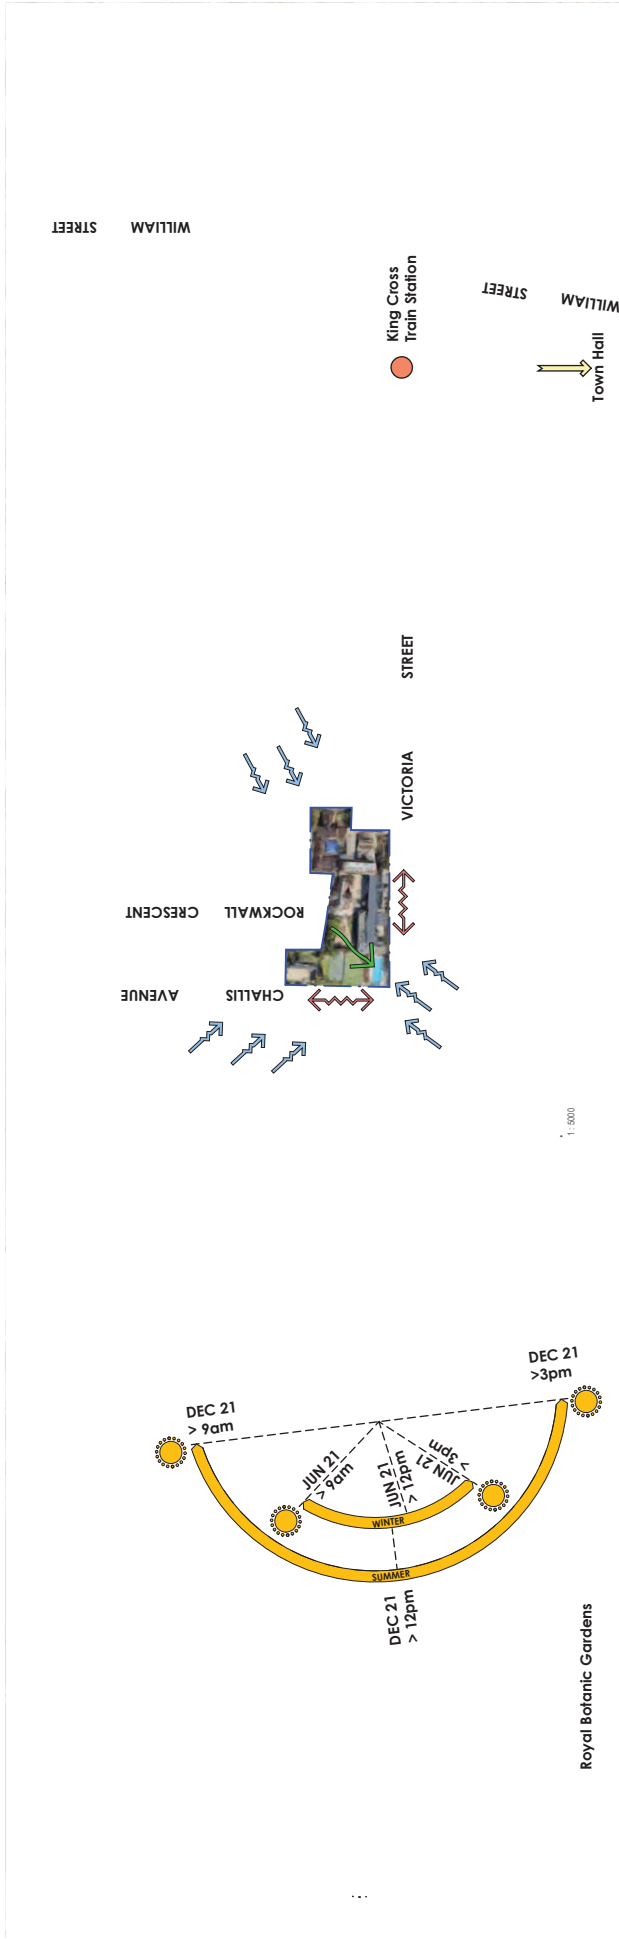 WILLIAM STREET
King Cross
Train Station
WILLIAM STREET
Town Hall
VICTORIA STREET
ROCKWALL CRESCENT
CHALLIS AVENUE
1 : 5000
DEC 21
> 9am
DEC 21
>3pm
JUN 21
> 9am
JUN 21
> 12pm
JUN 21
> 3pm
WINTER
SUMMER
DEC 21
> 12pm
Royal Botanic Gardens